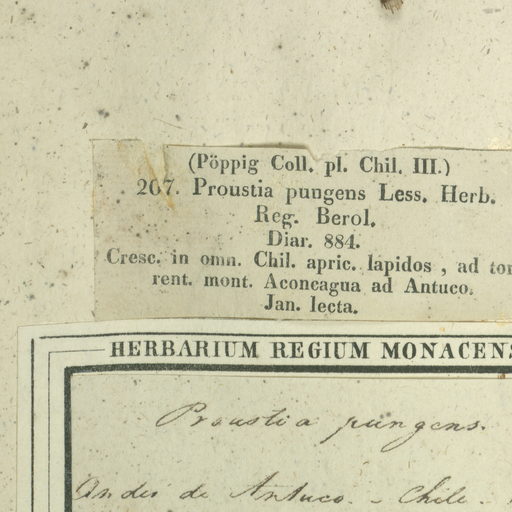 (Pöppig Coll. pl. Chil. III.)
207. Proustia pungens Less. Herb.
Reg. Berol.
Diar. 884.
Cresc. in omn. Chil. apric. lapidos , ad tor
rent. mont. Aconcagua ad Antuco.
Jan. lecta.
HERBARIUM REGIUM MONACENS
Proustia pungens.
Andes de Antuco. - Chile.